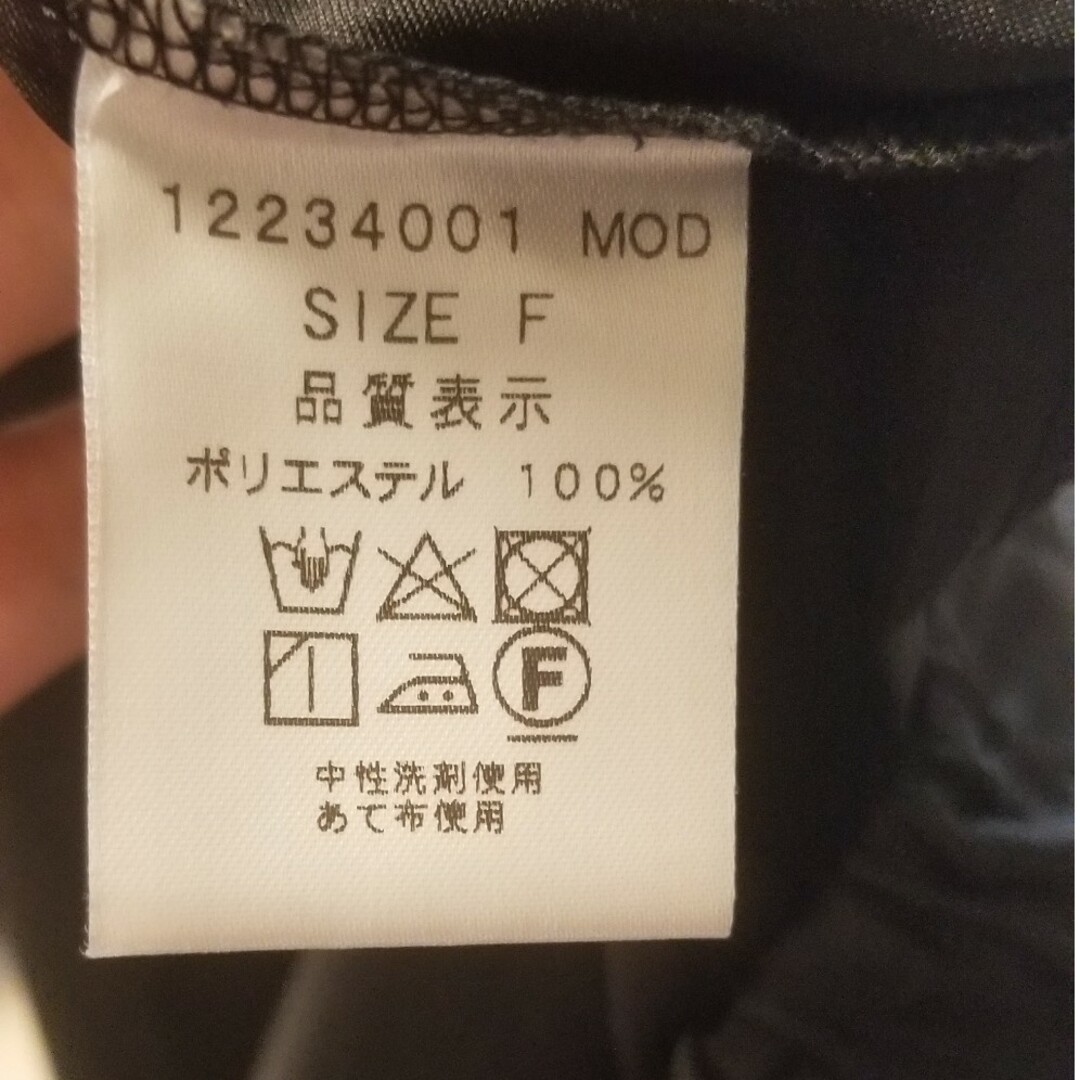 12234001 MOD
SIZE F
品質表示
ポリエステル 100%
F
中性洗剤使用
あて布使用